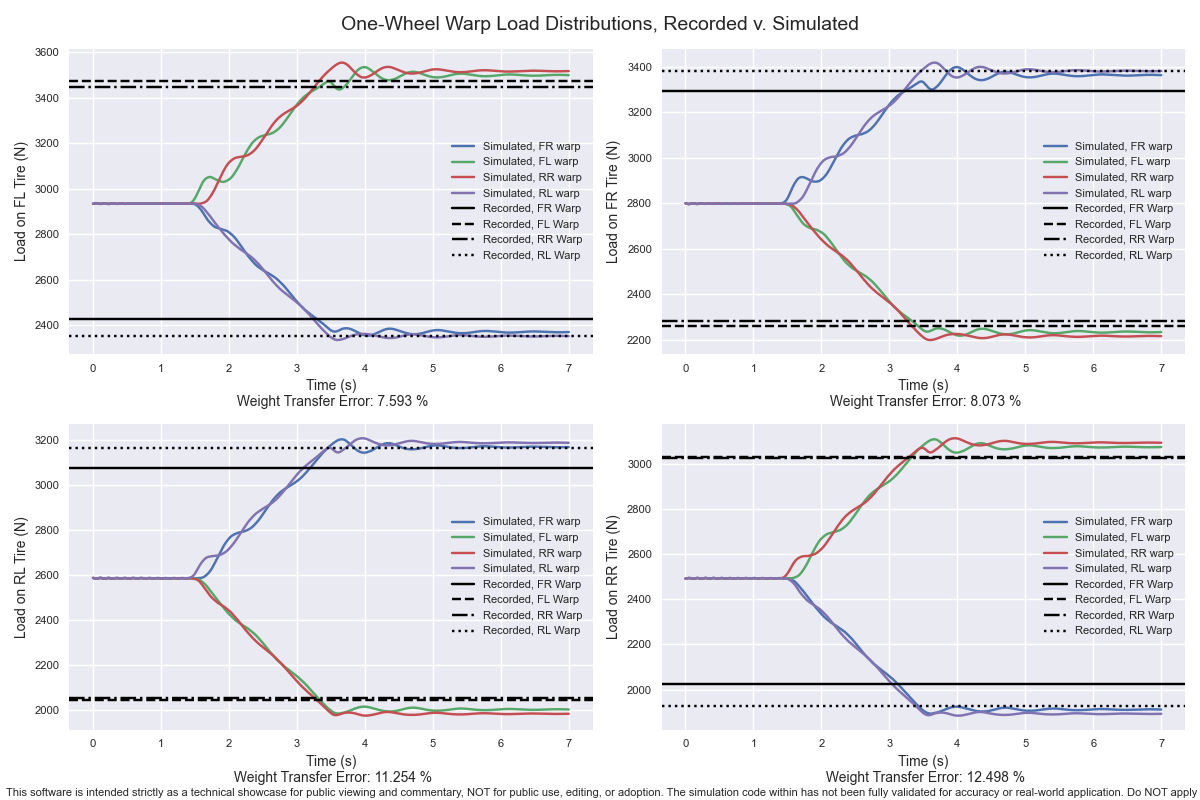 One-Wheel Warp Load Distributions, Recorded v. Simulated
3600
3400
3200
3000
2800
2600
2400
Load on FL Tire (N)
Simulated, FR warp
Simulated, FL warp
Simulated, RR warp
Simulated, RL warp
Recorded, FR Warp
Recorded, FL Warp
Recorded, RR Warp
Recorded, RL Warp
0 1 2 3 4 5 6 7
Time (s)
Weight Transfer Error: 7.593 %
3400
3200
3000
2800
2600
2400
2200
Load on FR Tire (N)
Simulated, FR warp
Simulated, FL warp
Simulated, RR warp
Simulated, RL warp
Recorded, FR Warp
Recorded, FL Warp
Recorded, RR Warp
Recorded, RL Warp
0 1 2 3 4 5 6 7
Time (s)
Weight Transfer Error: 8.073 %
3200
3000
2800
2600
2400
2200
2000
Load on RL Tire (N)
Simulated, FR warp
Simulated, FL warp
Simulated, RR warp
Simulated, RL warp
Recorded, FR Warp
Recorded, FL Warp
Recorded, RR Warp
Recorded, RL Warp
0 1 2 3 4 5 6 7
Time (s)
Weight Transfer Error: 11.254 %
3000
2800
2600
2400
2200
2000
Load on RR Tire (N)
Simulated, FR warp
Simulated, FL warp
Simulated, RR warp
Simulated, RL warp
Recorded, FR Warp
Recorded, FL Warp
Recorded, RR Warp
Recorded, RL Warp
0 1 2 3 4 5 6 7
Time (s)
Weight Transfer Error: 12.498 %
This software is intended strictly as a technical showcase for public viewing and commentary, NOT for public use, editing, or adoption. The simulation code within has not been fully validated for accuracy or real-world application. Do NOT apply